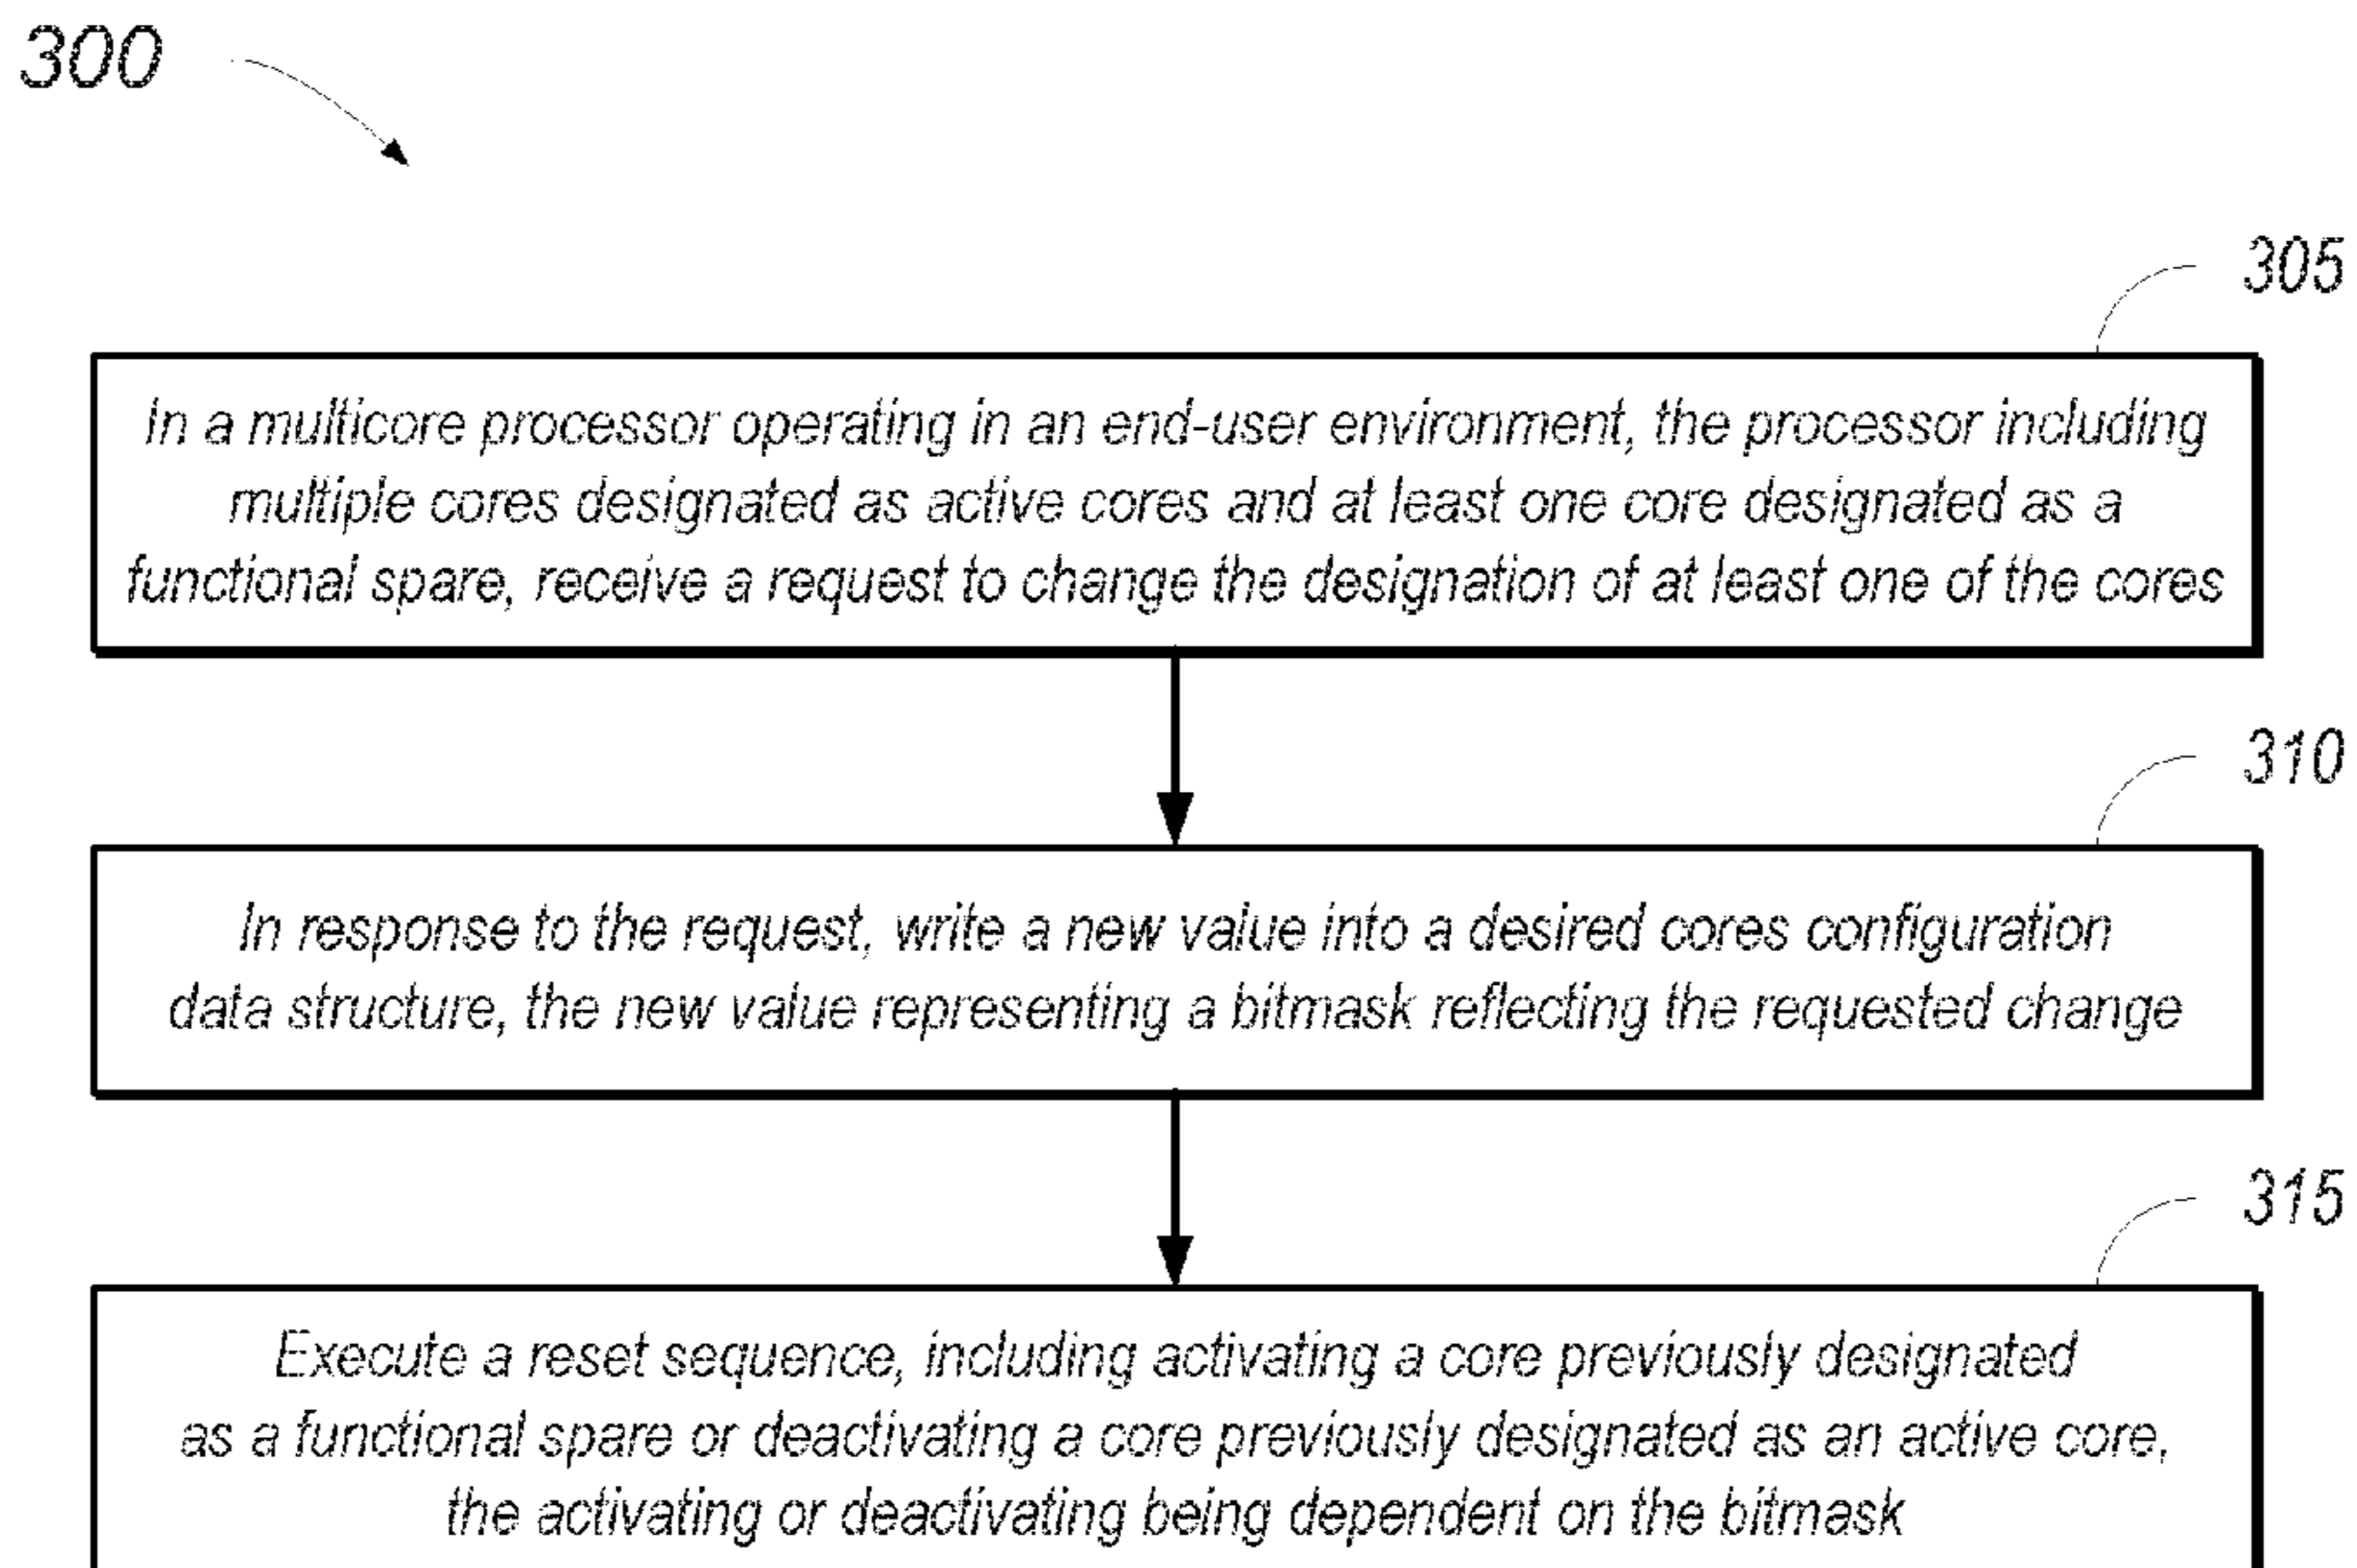 300
305
In a multicore processor operating in an end-user environment, the processor including
multiple cores designated as active cores and at least one core designated as a
functional spare, receive a request to change the designation of at least one of the cores
310
In response to the request, write a new value into a desired cores configuration
data structure, the new value representing a bitmask reflecting the requested change
315
Execute a reset sequence, including activating a core previously designated
as a functional spare or deactivating a core previously designated as an active core,
the activating or deactivating being dependent on the bitmask